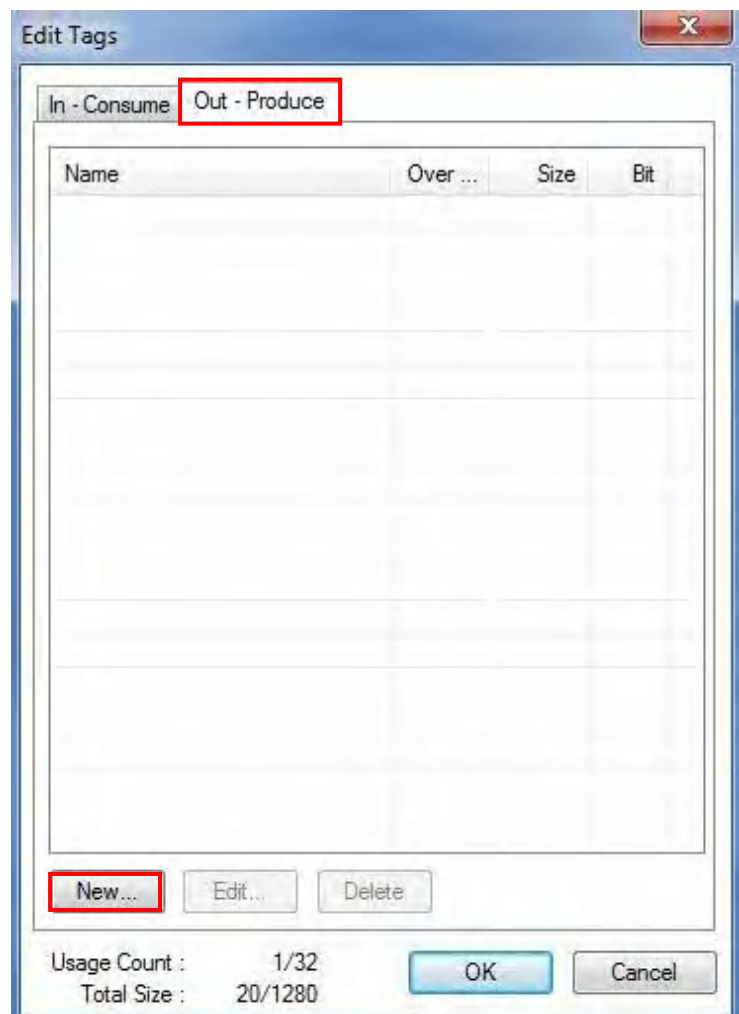 Edit Tags
In - Consume Out - Produce
Name Over ... Size Bit
New... Edit... Delete
Usage Count : 1/32
Total Size : 20/1280
OK Cancel